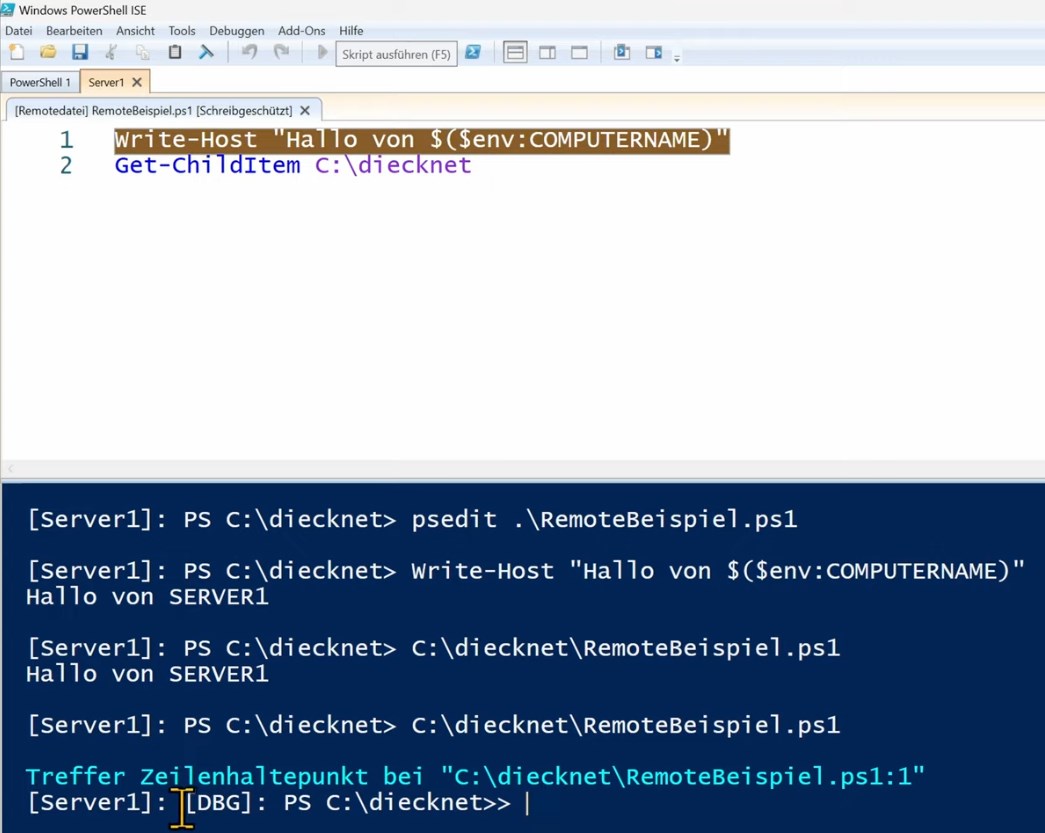 Windows PowerShell ISE
Datei Bearbeiten Ansicht Tools Debuggen Add-Ons Hilfe
Skript ausführen (F5)
PowerShell 1 Server1
[Remotedatei] RemoteBeispiel.ps1 [Schreibgeschützt]
1 Write-Host "Hallo von $($env:COMPUTERNAME)"
2 Get-ChildItem C:\diecknet
[Server1]: PS C:\diecknet> psedit .\RemoteBeispiel.ps1
[Server1]: PS C:\diecknet> Write-Host "Hallo von $($env:COMPUTERNAME)"
Hallo von SERVER1
[Server1]: PS C:\diecknet> C:\diecknet\RemoteBeispiel.ps1
Hallo von SERVER1
[Server1]: PS C:\diecknet> C:\diecknet\RemoteBeispiel.ps1
Treffer Zeilenhaltepunkt bei "C:\diecknet\RemoteBeispiel.ps1:1"
[Server1]: [DBG]: PS C:\diecknet>>